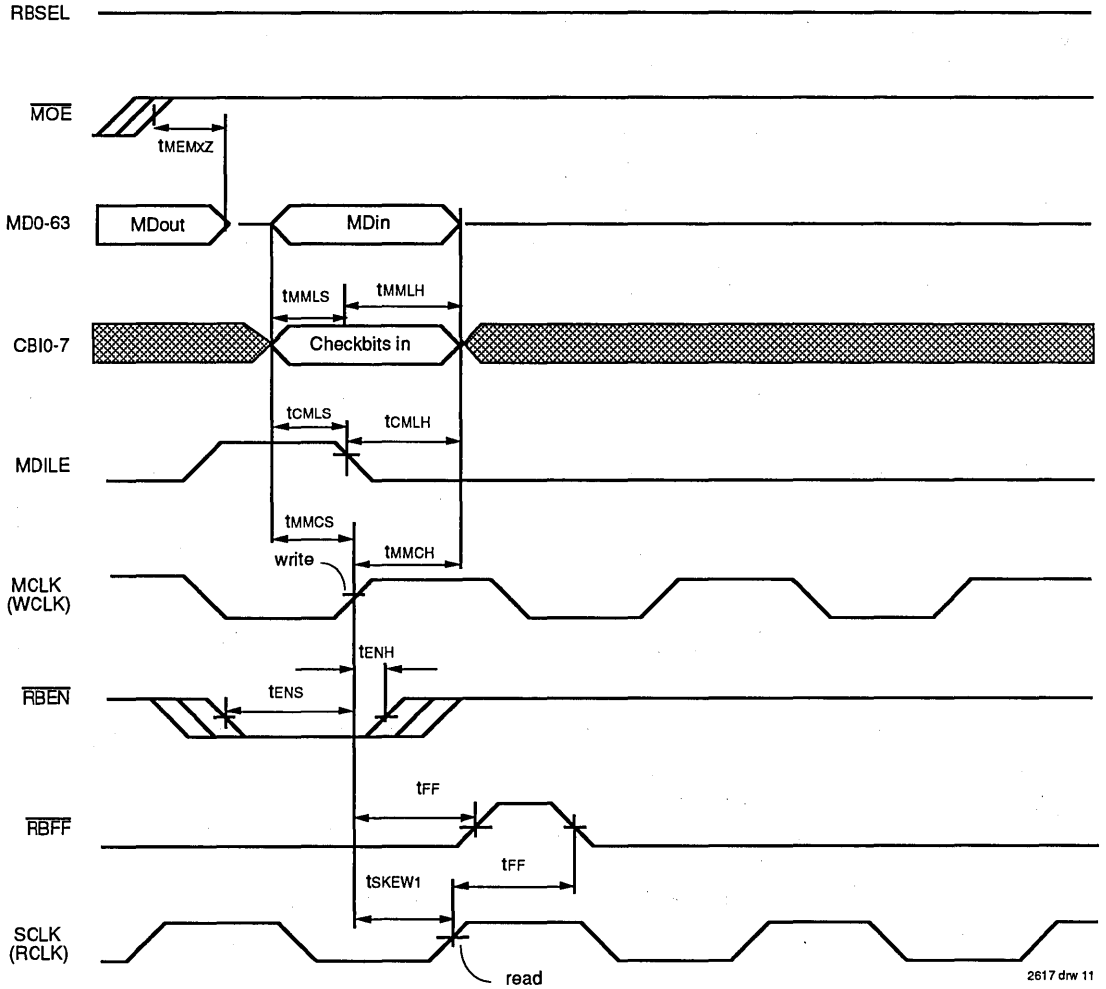 RBSEL
MOE
tMEMxZ
MD0-63
MDout
MDin
tMMLS
tMMLH
CBI0-7
Checkbits in
tCMLS
tCMLH
MDILE
tMMCS
tMMCH
write
MCLK
(WCLK)
tENH
RBEN
tENS
tFF
RBFF
tFF
tSKEW1
SCLK
(RCLK)
read
2617 drw 11